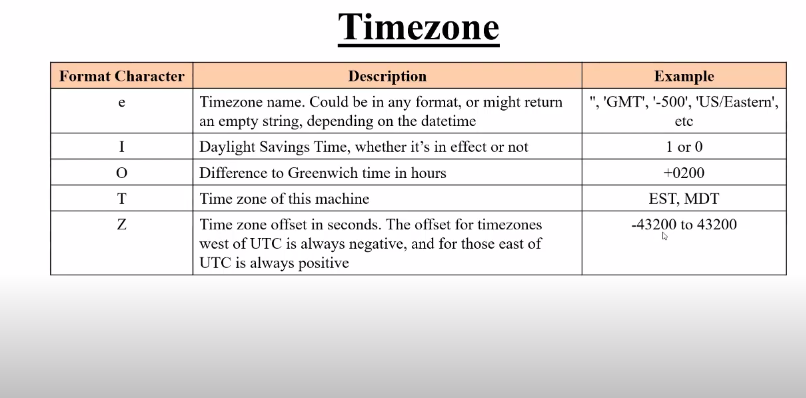 Timezone
Format Character Description Example
e Timezone name. Could be in any format, or might return '', 'GMT', '-500', 'US/Eastern',
an empty string, depending on the datetime etc
I Daylight Savings Time, whether it's in effect or not 1 or 0
O Difference to Greenwich time in hours +0200
T Time zone of this machine EST, MDT
Z Time zone offset in seconds. The offset for timezones -43200 to 43200
west of UTC is always negative, and for those east of
UTC is always positive